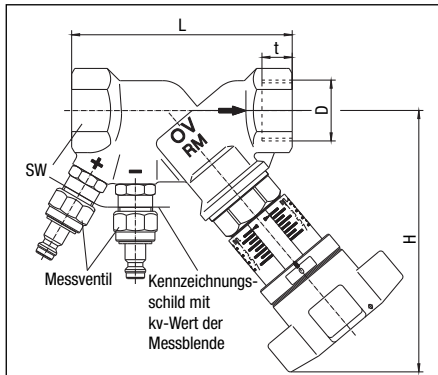 L
t
D
OV
RM
SW
+
-
H
Messventil
Kennzeichnungs-
schild mit
kv-Wert der
Messblende